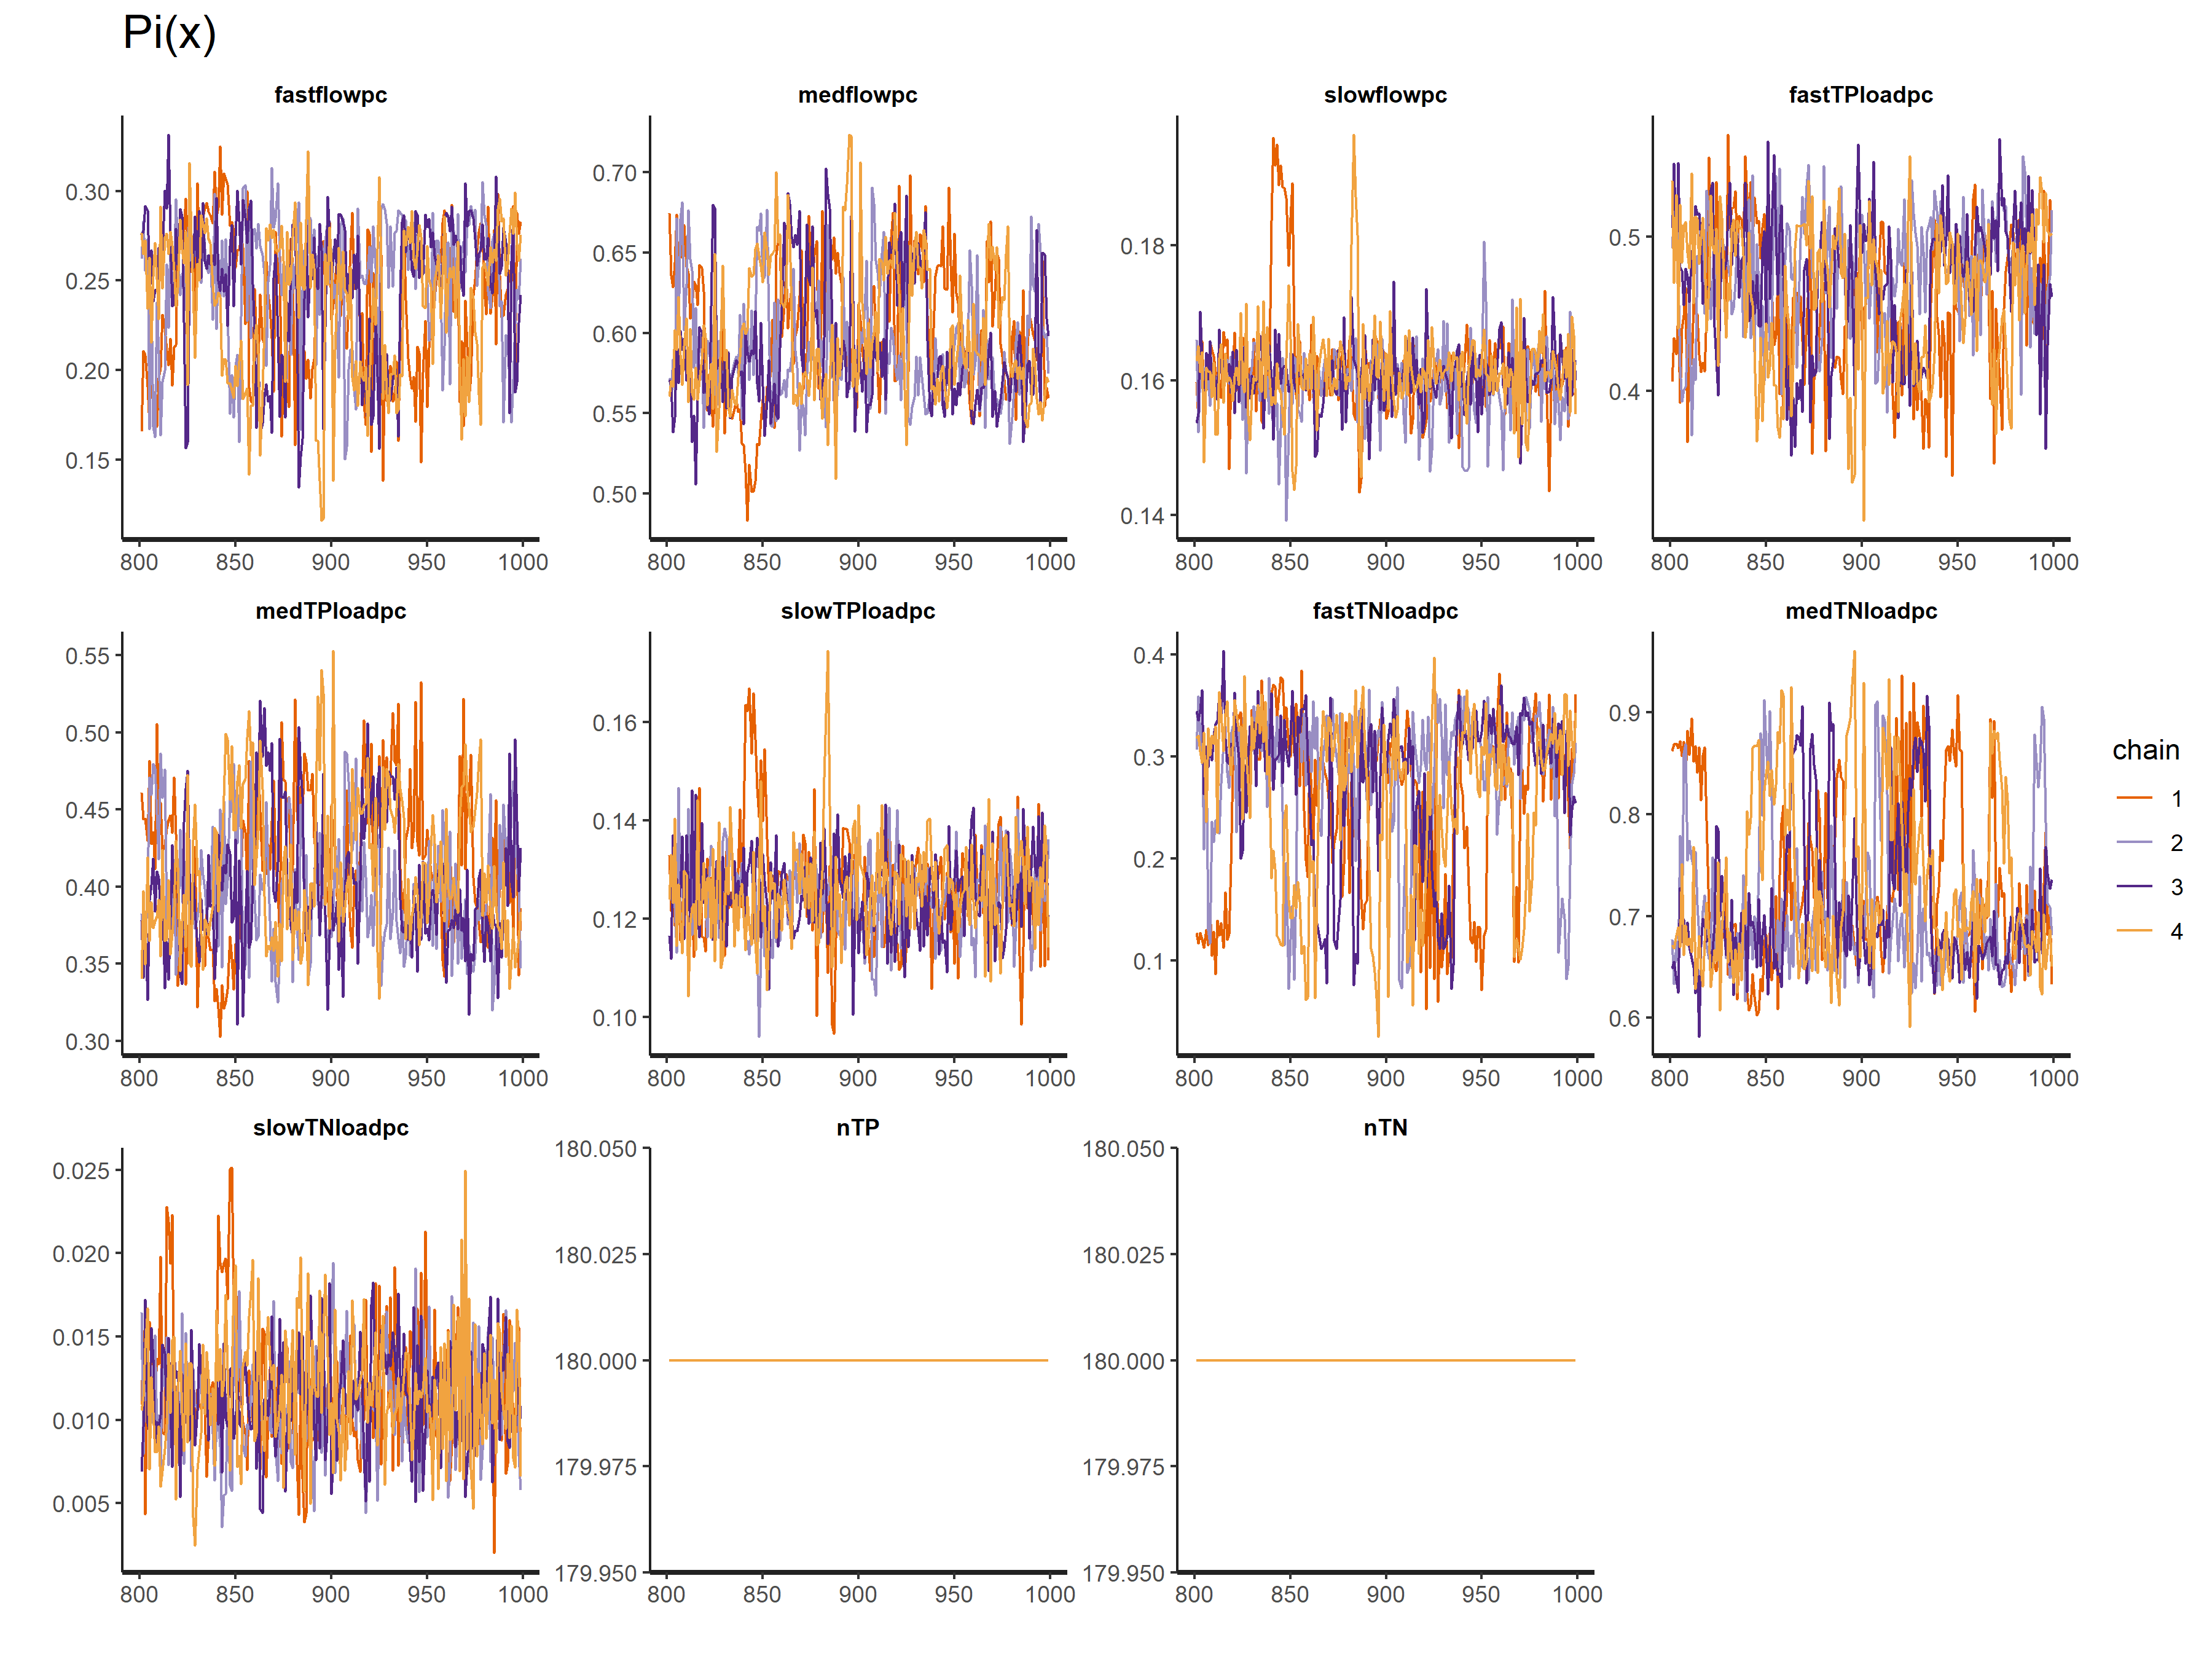 Pi(x)
fastflowpc medflowpc slowflowpc fastTPloadpc
0.30 0.25 0.20 0.15
0.70 0.65 0.60 0.55 0.50
0.18 0.16 0.14
0.5 0.4
800 850 900 950 1000 800 850 900 950 1000 800 850 900 950 1000 800 850 900 950 1000
medTPloadpc slowTPloadpc fastTNloadpc medTNloadpc
0.55 0.50 0.45 0.40 0.35 0.30
0.16 0.14 0.12 0.10
0.4 0.3 0.2 0.1
0.9 0.8 0.7 0.6
800 850 900 950 1000 800 850 900 950 1000 800 850 900 950 1000 800 850 900 950 1000
slowTNloadpc nTP nTN
0.025 0.020 0.015 0.010 0.005
180.050 180.025 180.000 179.975 179.950
180.050 180.025 180.000 179.975 179.950
800 850 900 950 1000 800 850 900 950 1000 800 850 900 950 1000
chain
1
2
3
4